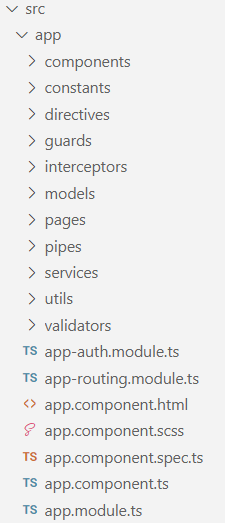 src
app
components
constants
directives
guards
interceptors
models
pages
pipes
services
utils
validators
TS app-auth.module.ts
TS app-routing.module.ts
<> app.component.html
app.component.scss
TS app.component.spec.ts
TS app.component.ts
TS app.module.ts